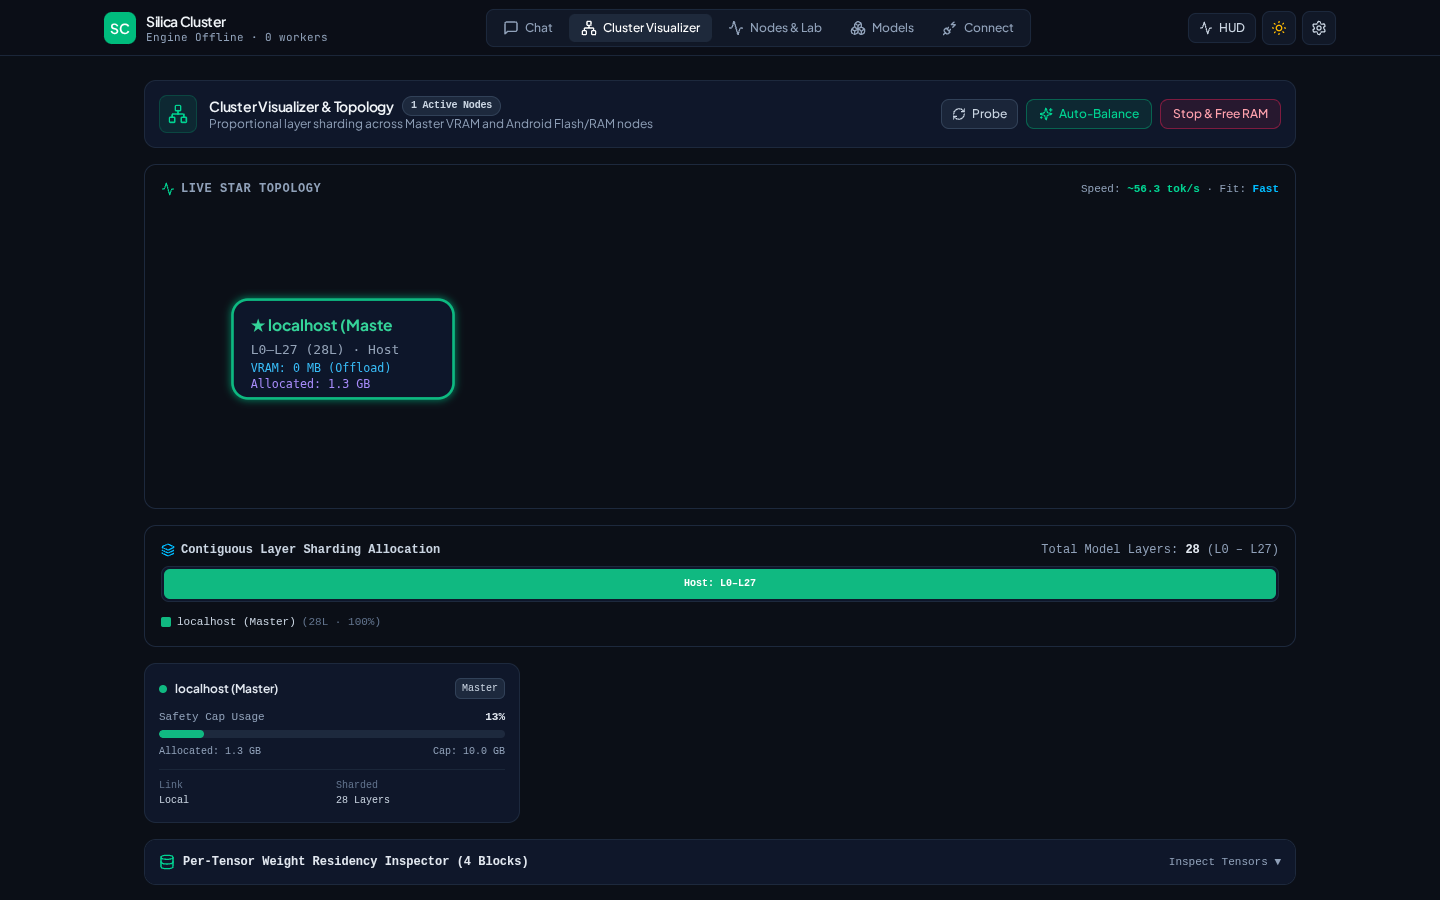 SC
Silica Cluster
Engine Offline · 0 workers
Chat
Cluster Visualizer
Nodes & Lab
Models
Connect
HUD
Cluster Visualizer & Topology
1 Active Nodes
Proportional layer sharding across Master VRAM and Android Flash/RAM nodes
Probe
Auto-Balance
Stop & Free RAM
LIVE STAR TOPOLOGY
Speed: ~56.3 tok/s · Fit: Fast
★ localhost (Maste
L0–L27 (28L) · Host
VRAM: 0 MB (Offload)
Allocated: 1.3 GB
Contiguous Layer Sharding Allocation
Total Model Layers: 28 (L0 – L27)
Host: L0–L27
localhost (Master) (28L · 100%)
localhost (Master)
Master
Safety Cap Usage
13%
Allocated: 1.3 GB
Cap: 10.0 GB
Link
Sharded
Local
28 Layers
Per-Tensor Weight Residency Inspector (4 Blocks)
Inspect Tensors ▼